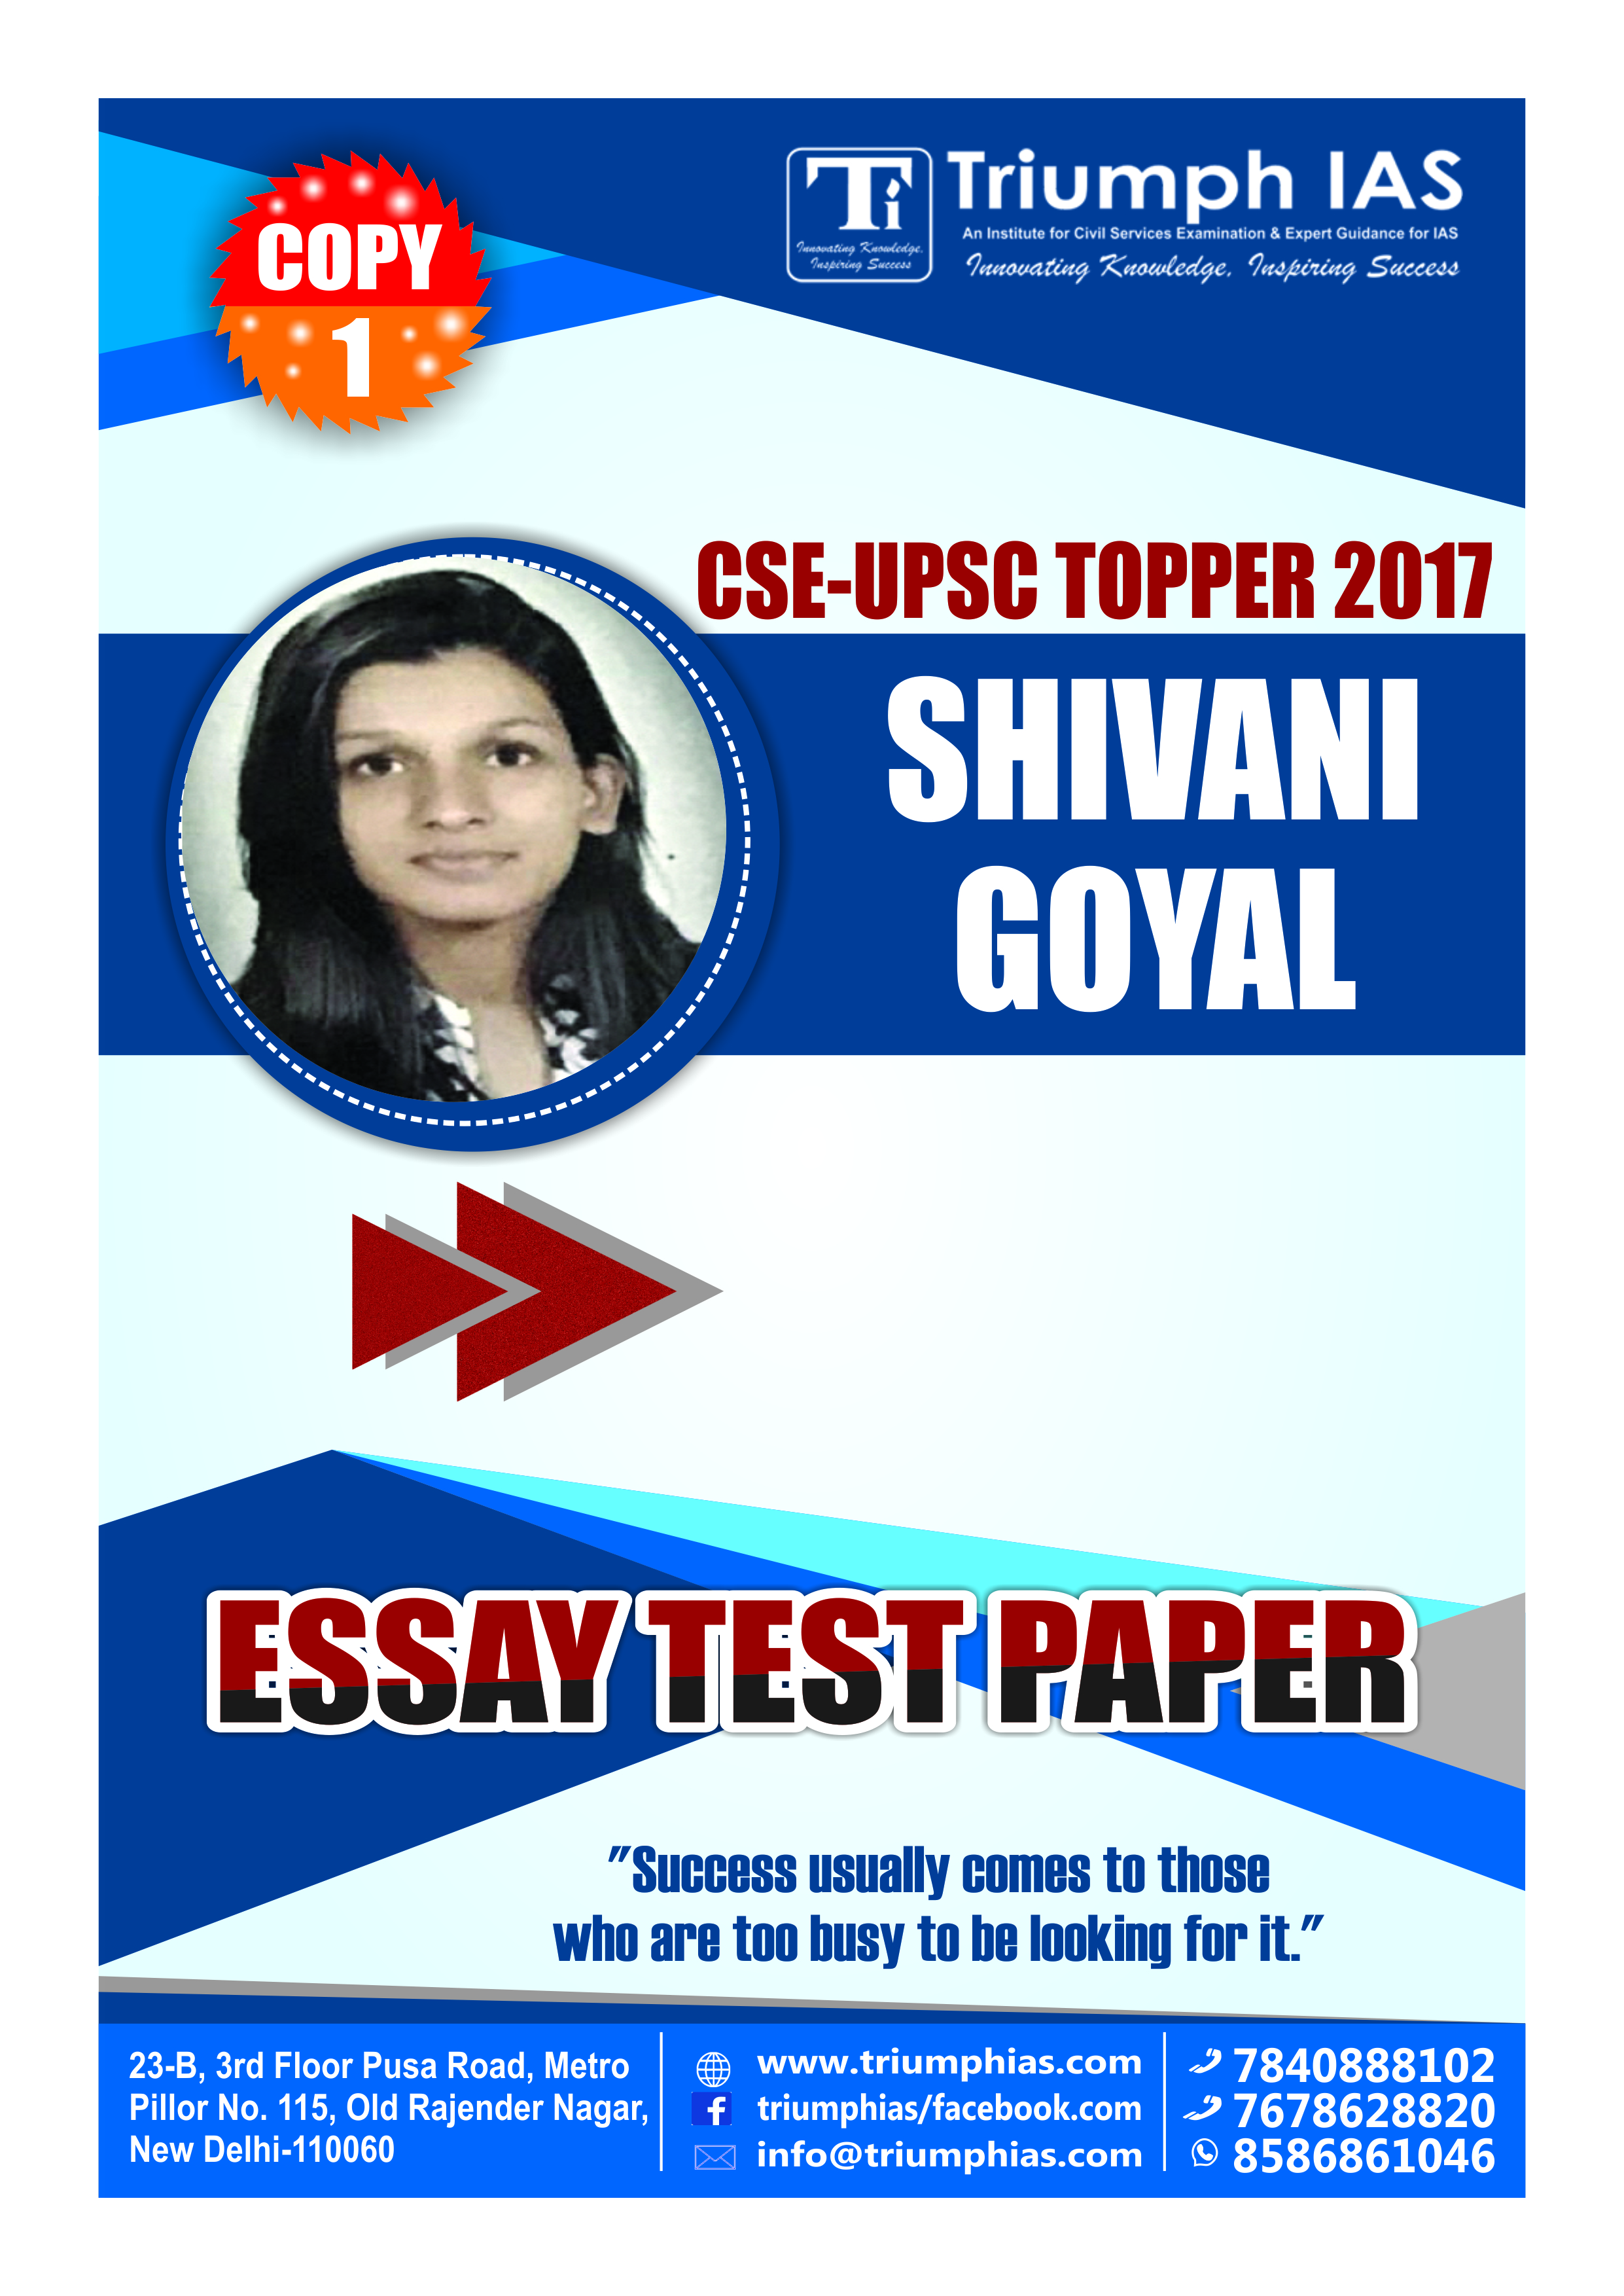 COPY
1
Ti
Innovating Knowledge,
Inspiring Success
Triumph IAS
An Institute for Civil Services Examination & Expert Guidance for IAS
Innovating Knowledge, Inspiring Success
CSE-UPSC TOPPER 2017
SHIVANI
GOYAL
ESSAY TEST PAPER
"Success usually comes to those
who are too busy to be looking for it."
23-B, 3rd Floor Pusa Road, Metro
Pillor No. 115, Old Rajender Nagar,
New Delhi-110060
www.triumphias.com
triumphias/facebook.com
info@triumphias.com
7840888102
7678628820
8586861046